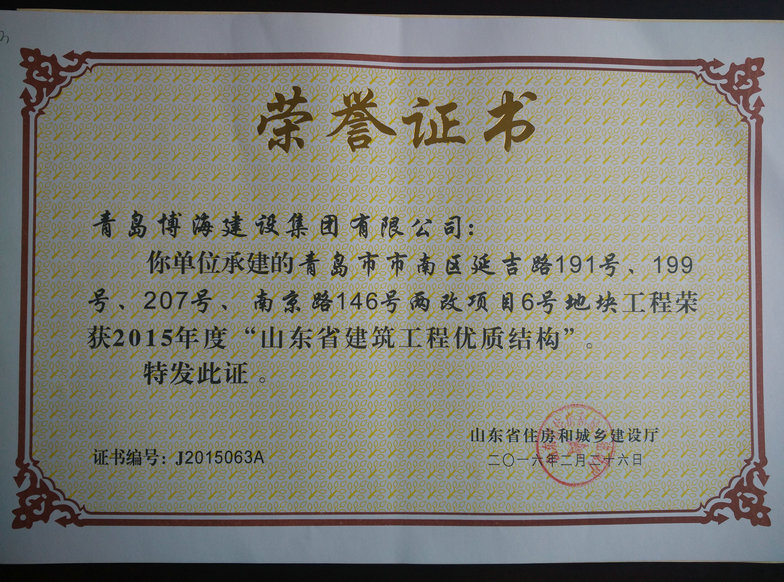 荣誉证书
青岛博海建设集团有限公司:
你单位承建的青岛市市南区延吉路191号、199
号、207号、南京路146号两改项目6号地块工程荣
获2015年度“山东省建筑工程优质结构”。
特发此证。
山东省住房和城乡建设厅
证书编号：J2015063A
二〇一六年二月二十六日